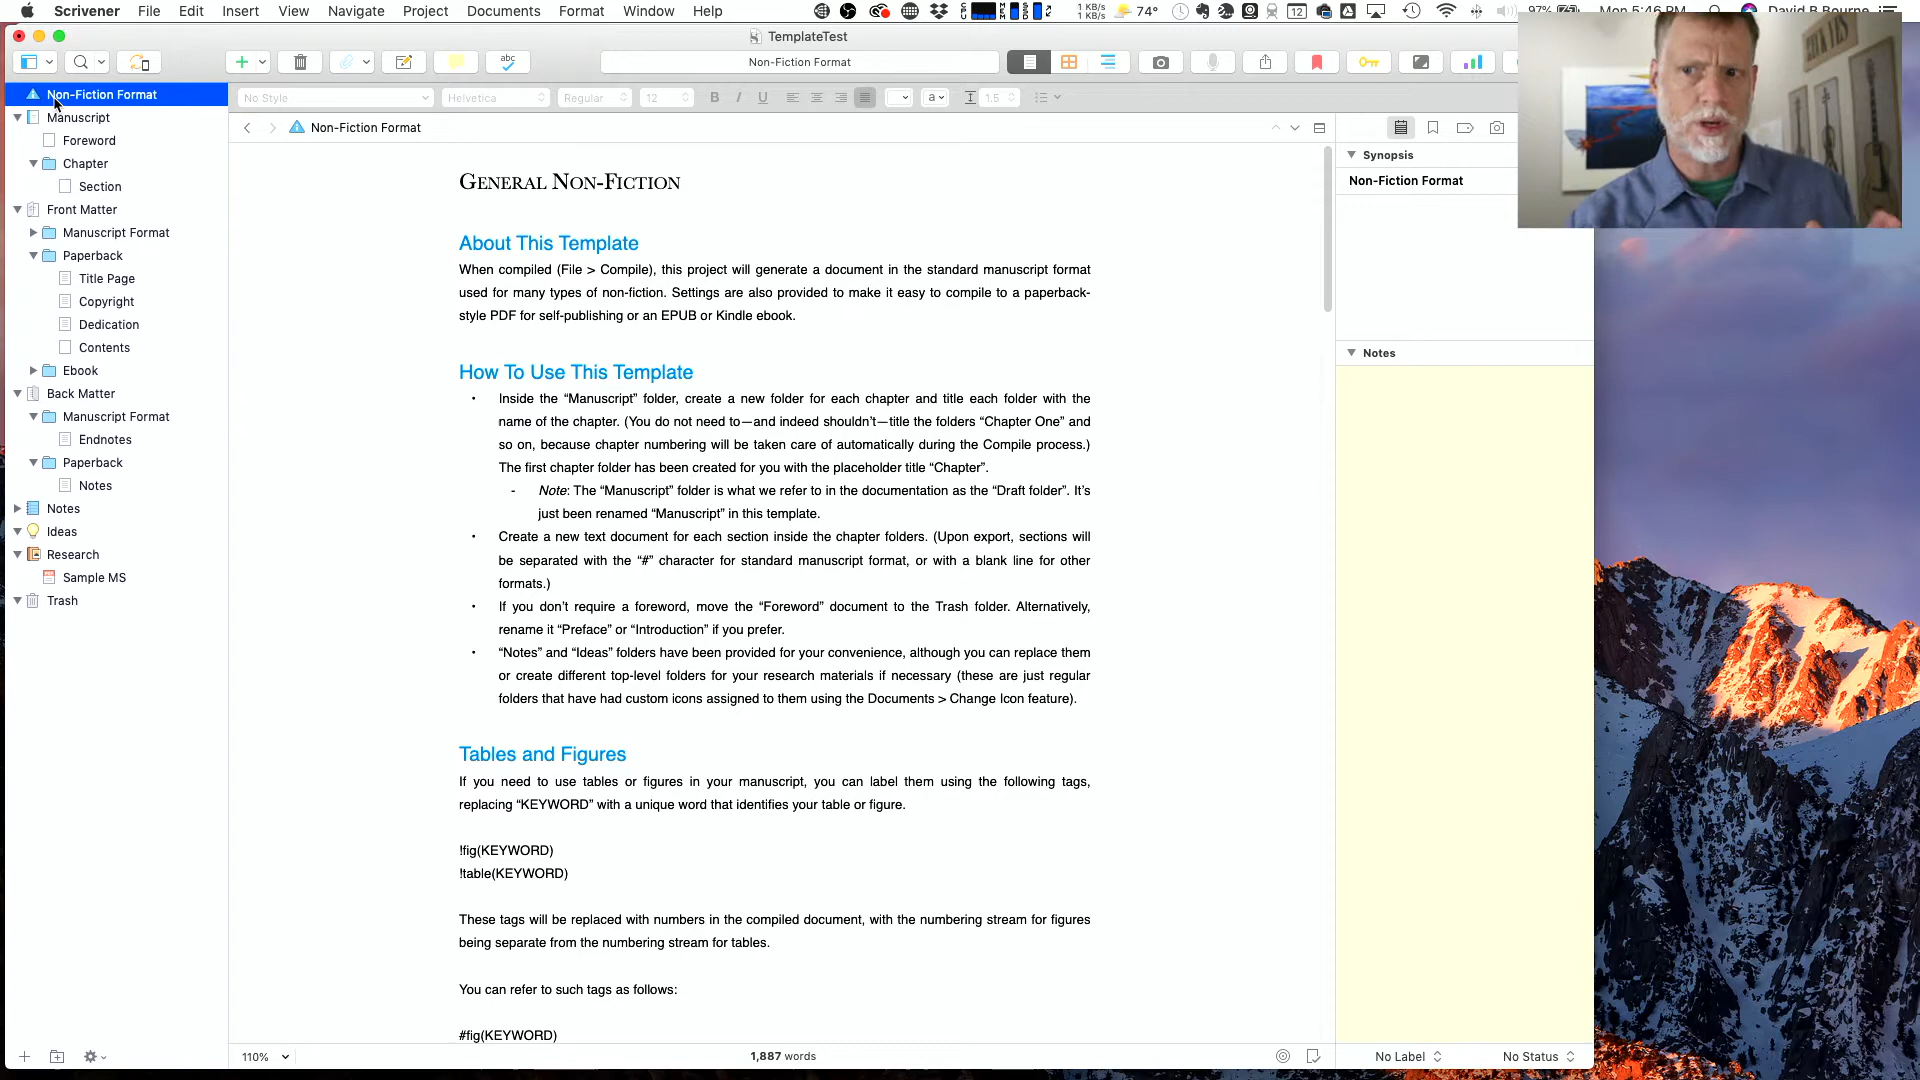 Scrivener File Edit Insert View Navigate Project Documents Format Window Help 1 KB/s 1 KB/s 74° 12 97% Mon 5:46 PM David B Bourne
TemplateTest
abc Non-Fiction Format
Non-Fiction Format
No Style Helvetica Regular 12 B I U a 1.5
Manuscript
Non-Fiction Format
Foreword
Chapter
Section
Front Matter
Manuscript Format
Paperback
Title Page
Copyright
Dedication
Contents
Ebook
Back Matter
Manuscript Format
Endnotes
Paperback
Notes
Notes
Ideas
Research
Sample MS
Trash
General Non-Fiction
About This Template
When compiled (File > Compile), this project will generate a document in the standard manuscript format
used for many types of non-fiction. Settings are also provided to make it easy to compile to a paperback-
style PDF for self-publishing or an EPUB or Kindle ebook.
How To Use This Template
• Inside the “Manuscript” folder, create a new folder for each chapter and title each folder with the
name of the chapter. (You do not need to—and indeed shouldn’t—title the folders “Chapter One” and
so on, because chapter numbering will be taken care of automatically during the Compile process.)
The first chapter folder has been created for you with the placeholder title “Chapter”.
- Note: The “Manuscript” folder is what we refer to in the documentation as the “Draft folder”. It’s
just been renamed “Manuscript” in this template.
• Create a new text document for each section inside the chapter folders. (Upon export, sections will
be separated with the “#” character for standard manuscript format, or with a blank line for other
formats.)
• If you don’t require a foreword, move the “Foreword” document to the Trash folder. Alternatively,
rename it “Preface” or “Introduction” if you prefer.
• “Notes” and “Ideas” folders have been provided for your convenience, although you can replace them
or create different top-level folders for your research materials if necessary (these are just regular
folders that have had custom icons assigned to them using the Documents > Change Icon feature).
Tables and Figures
If you need to use tables or figures in your manuscript, you can label them using the following tags,
replacing “KEYWORD” with a unique word that identifies your table or figure.
!fig(KEYWORD)
!table(KEYWORD)
These tags will be replaced with numbers in the compiled document, with the numbering stream for figures
being separate from the numbering stream for tables.
You can refer to such tags as follows:
#fig(KEYWORD)
Synopsis
Non-Fiction Format
Notes
110% 1,887 words No Label No Status